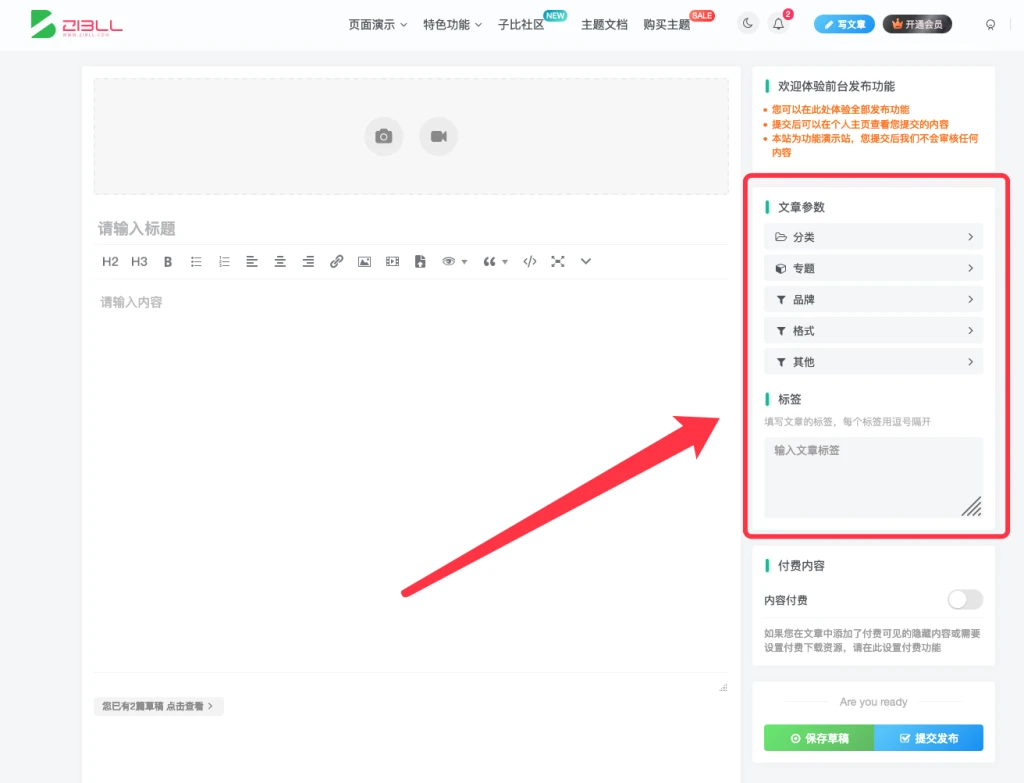 ZIBLL
WWW.ZIBLL.COM
页面演示 特色功能 子比社区 NEW 主题文档 购买主题 SALE 2 写文章 开通会员
请输入标题
H2 H3 B
请输入内容
您已有2篇草稿 点击查看
欢迎体验前台发布功能
您可以在此处体验全部发布功能
提交后可以在个人主页查看您提交的内容
本站为功能演示站，您提交后我们不会审核任何
内容
文章参数
分类
专题
品牌
格式
其他
标签
填写文章的标签，每个标签用逗号隔开
输入文章标签
付费内容
内容付费
如果您在文章中添加了付费可见的隐藏内容或需要
设置付费下载资源，请在此设置付费功能
Are you ready
保存草稿 提交发布